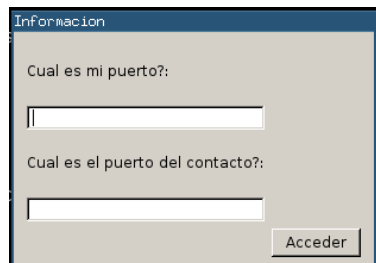 Informacion
Cual es mi puerto?:
Cual es el puerto del contacto?:
Acceder